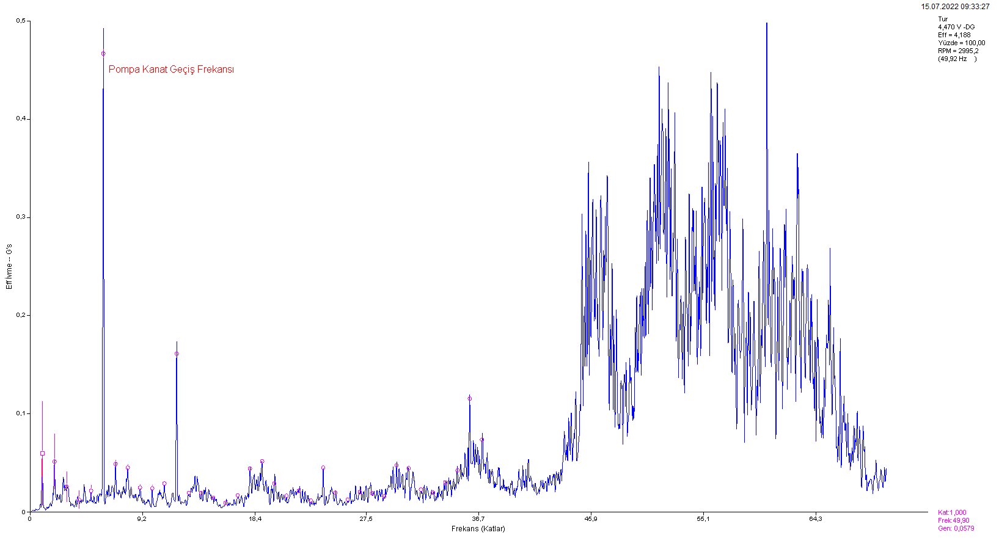 15.07.2022 09:33:27
Tur
4,470 V -DG
Eff = 4,188
Yüzde = 100,00
RPM = 2995,2
(49,92 Hz )
0,5
Pompa Kanat Geçiş Frekansı
0,4
0,3
Eff İvme -- G's
0,2
0,1
0
0 9,2 18,4 27,5 36,7 45,9 55,1 64,3
Frekans (Katlar)
Kat:1,000
Frek:49,90
Gen: 0,0579